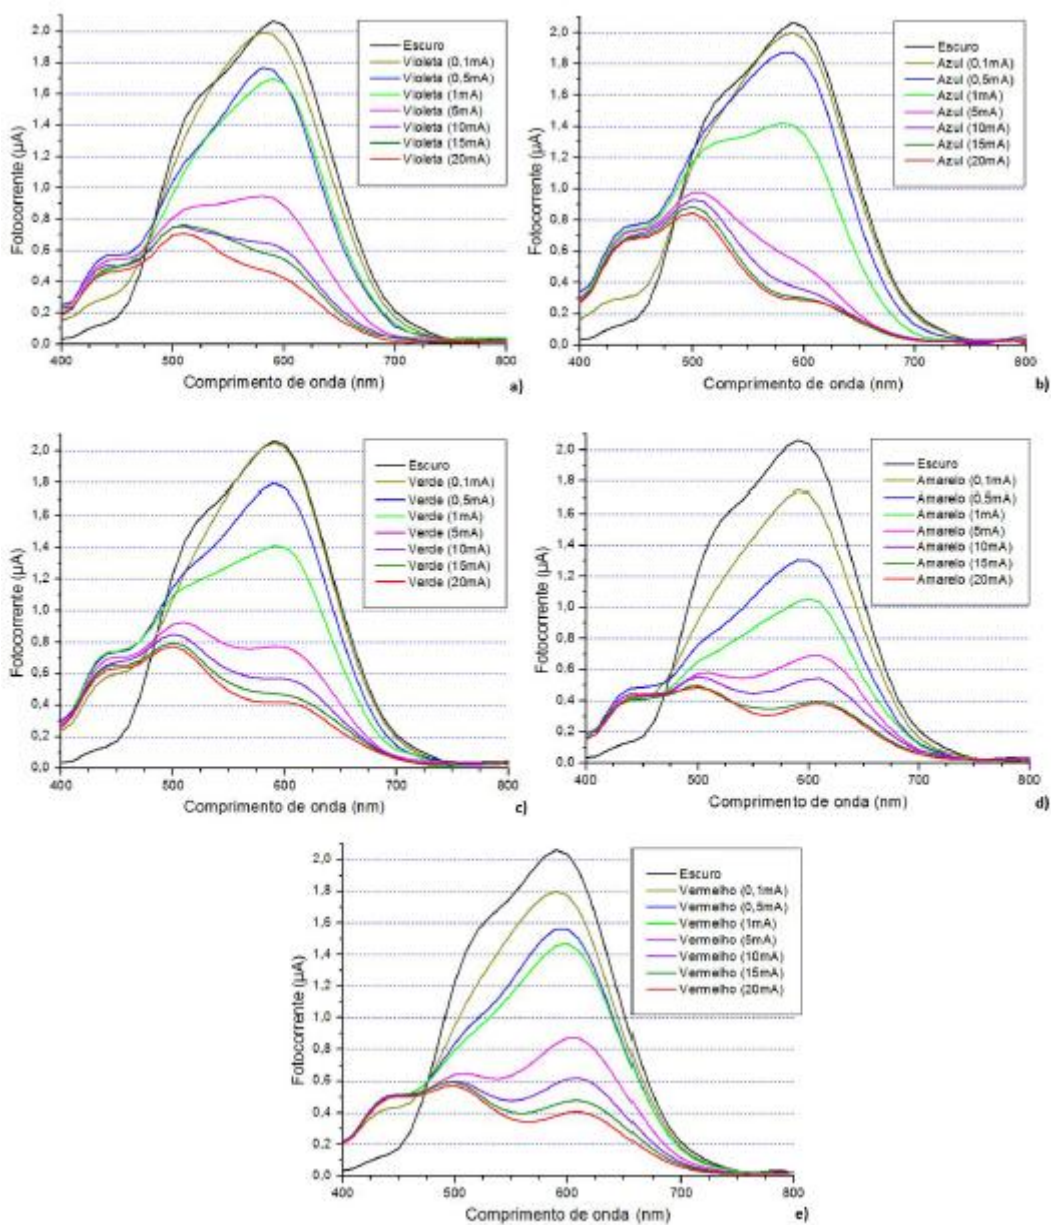 2,0
1,8
1,6
1,4
1,2
1,0
0,8
0,6
0,4
0,2
0,0
Fotocorrente (µA)
Escuro
Violeta (0,1mA)
Violeta (0,5mA)
Violeta (1mA)
Violeta (5mA)
Violeta (10mA)
Violeta (15mA)
Violeta (20mA)
400 500 600 700 800
Comprimento de onda (nm)
a)
2,0
1,8
1,6
1,4
1,2
1,0
0,8
0,6
0,4
0,2
0,0
Fotocorrente (µA)
Escuro
Azul (0,1mA)
Azul (0,5mA)
Azul (1mA)
Azul (5mA)
Azul (10mA)
Azul (15mA)
Azul (20mA)
400 500 600 700 800
Comprimento de onda (nm)
b)
2,0
1,8
1,6
1,4
1,2
1,0
0,8
0,6
0,4
0,2
0,0
Fotocorrente (µA)
Escuro
Verde (0,1mA)
Verde (0,5mA)
Verde (1mA)
Verde (5mA)
Verde (10mA)
Verde (15mA)
Verde (20mA)
400 500 600 700 800
Comprimento de onda (nm)
c)
2,0
1,8
1,6
1,4
1,2
1,0
0,8
0,6
0,4
0,2
0,0
Fotocorrente (µA)
Escuro
Amarelo (0,1mA)
Amarelo (0,5mA)
Amarelo (1mA)
Amarelo (5mA)
Amarelo (10mA)
Amarelo (15mA)
Amarelo (20mA)
400 500 600 700 800
Comprimento de onda (nm)
d)
2,0
1,8
1,6
1,4
1,2
1,0
0,8
0,6
0,4
0,2
0,0
Fotocorrente (µA)
Escuro
Vermelho (0,1mA)
Vermelho (0,5mA)
Vermelho (1mA)
Vermelho (5mA)
Vermelho (10mA)
Vermelho (15mA)
Vermelho (20mA)
400 500 600 700 800
Comprimento de onda (nm)
e)